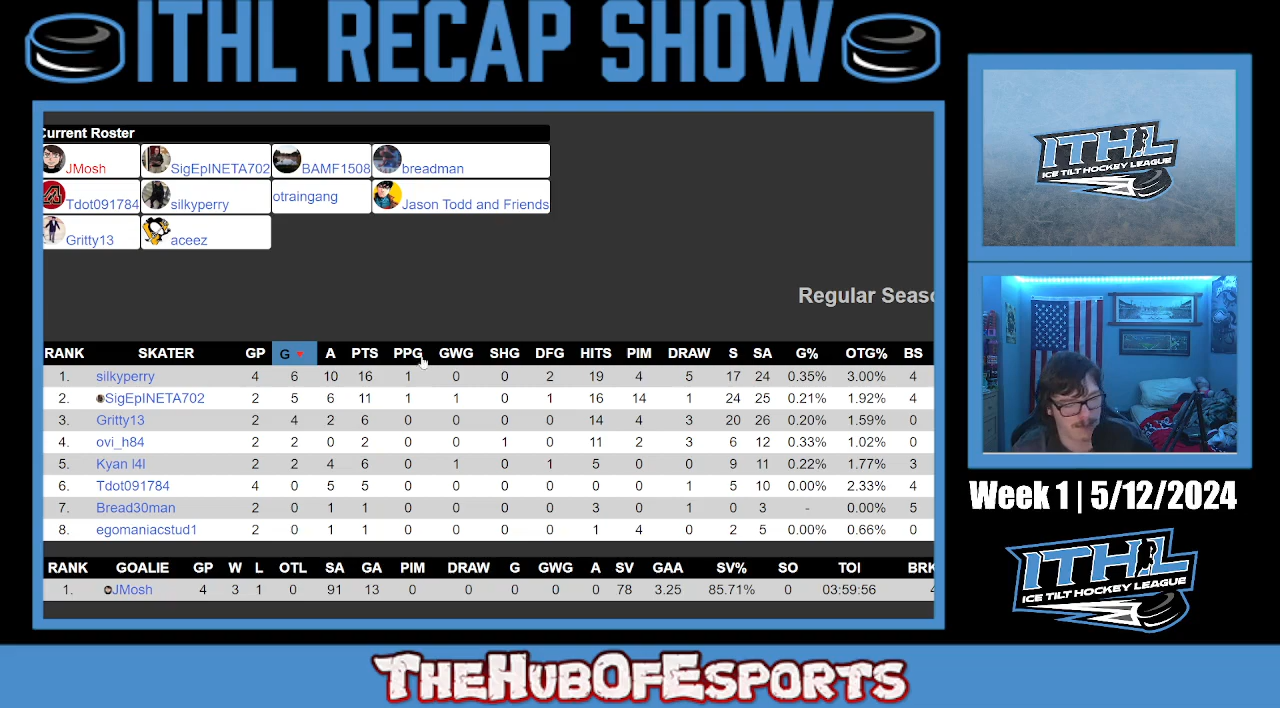 ITHL RECAP SHOW
Current Roster
JMosh SigEpINETA702 BAMF1508 breadman
Tdot091784 silkyperry otraingang Jason Todd and Friends
Gritty13 aceez
Regular Seaso
RANK SKATER GP G A PTS PPG GWG SHG DFG HITS PIM DRAW S SA G% OTG% BS
1. silkyperry 4 6 10 16 1 0 0 2 19 4 5 17 24 0.35% 3.00% 4
2. SigEpINETA702 2 5 6 11 1 1 0 1 16 14 1 24 25 0.21% 1.92% 4
3. Gritty13 2 4 2 6 0 0 0 0 14 4 3 20 26 0.20% 1.59% 0
4. ovi_h84 2 2 0 2 0 0 1 0 11 2 3 6 12 0.33% 1.02% 0
5. Kyan l4l 2 2 4 6 0 1 0 1 5 0 0 9 11 0.22% 1.77% 3
6. Tdot091784 4 0 5 5 0 0 0 0 0 0 1 5 10 0.00% 2.33% 4
7. Bread30man 2 0 1 1 0 0 0 0 3 0 1 0 3 - 0.00% 5
8. egomaniacstud1 2 0 1 1 0 0 0 0 1 4 0 2 5 0.00% 0.66% 0
RANK GOALIE GP W L OTL SA GA PIM DRAW G GWG A SV GAA SV% SO TOI BRK
1. JMosh 4 3 1 0 91 13 0 0 0 0 0 78 3.25 85.71% 0 03:59:56
ITHL
ICE TILT HOCKEY LEAGUE
Week 1 | 5/12/2024
ITHL
ICE TILT HOCKEY LEAGUE
THEHUBOFESPORTS